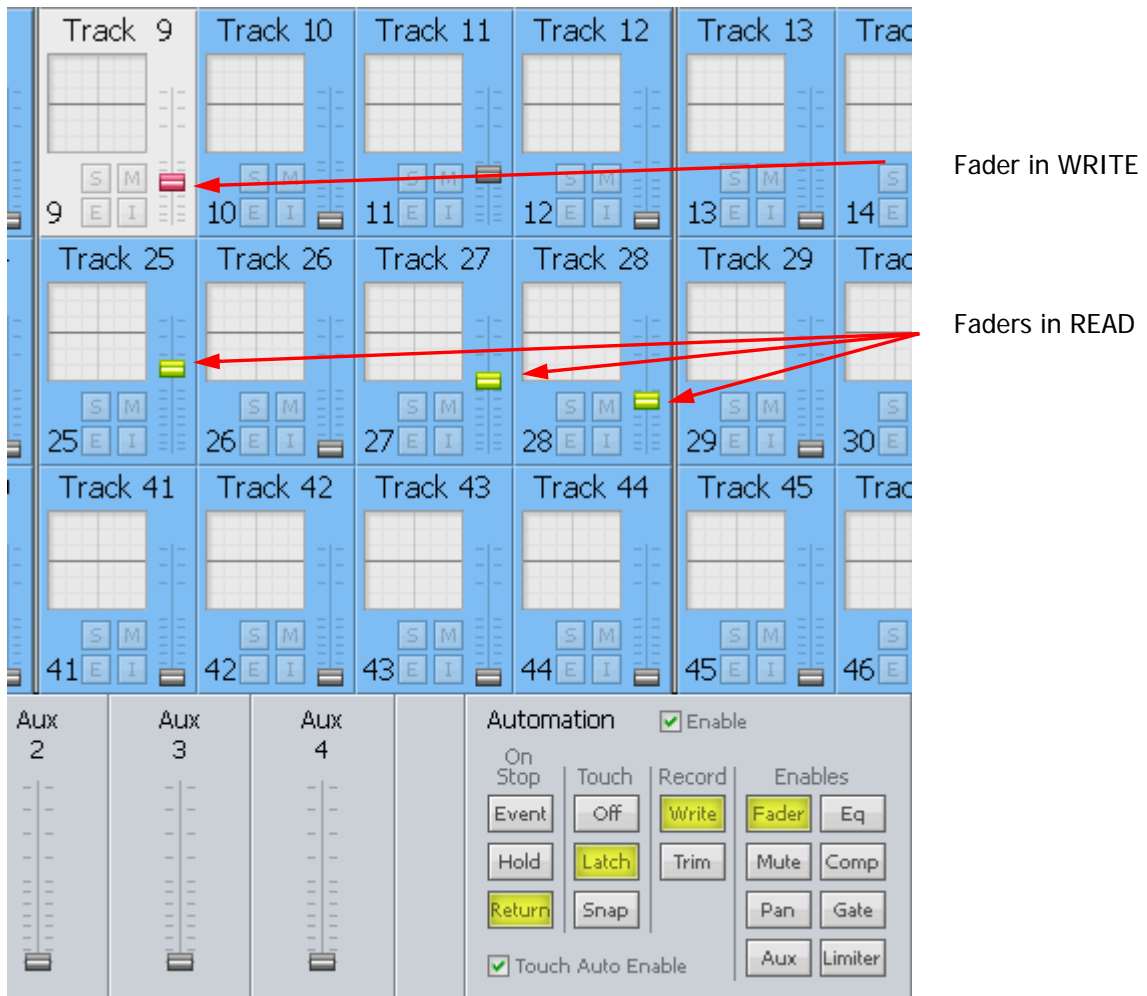 Track 9 Track 10 Track 11 Track 12 Track 13 Trac
Fader in WRITE
S M S M S M S M S M S
9 E I 10 E I 11 E I 12 E I 13 E I 14 E
Track 25 Track 26 Track 27 Track 28 Track 29 Trac
Faders in READ
S M S M S M S M S M S
25 E I 26 E I 27 E I 28 E I 29 E I 30 E
Track 41 Track 42 Track 43 Track 44 Track 45 Trac
S M S M S M S M S M S
41 E I 42 E I 43 E I 44 E I 45 E I 46 E
Aux Aux Aux
2 3 4
Automation Enable
On
Stop Touch Record Enables
Event Off Write Fader Eq
Hold Latch Trim Mute Comp
Return Snap Pan Gate
Touch Auto Enable Aux Limiter